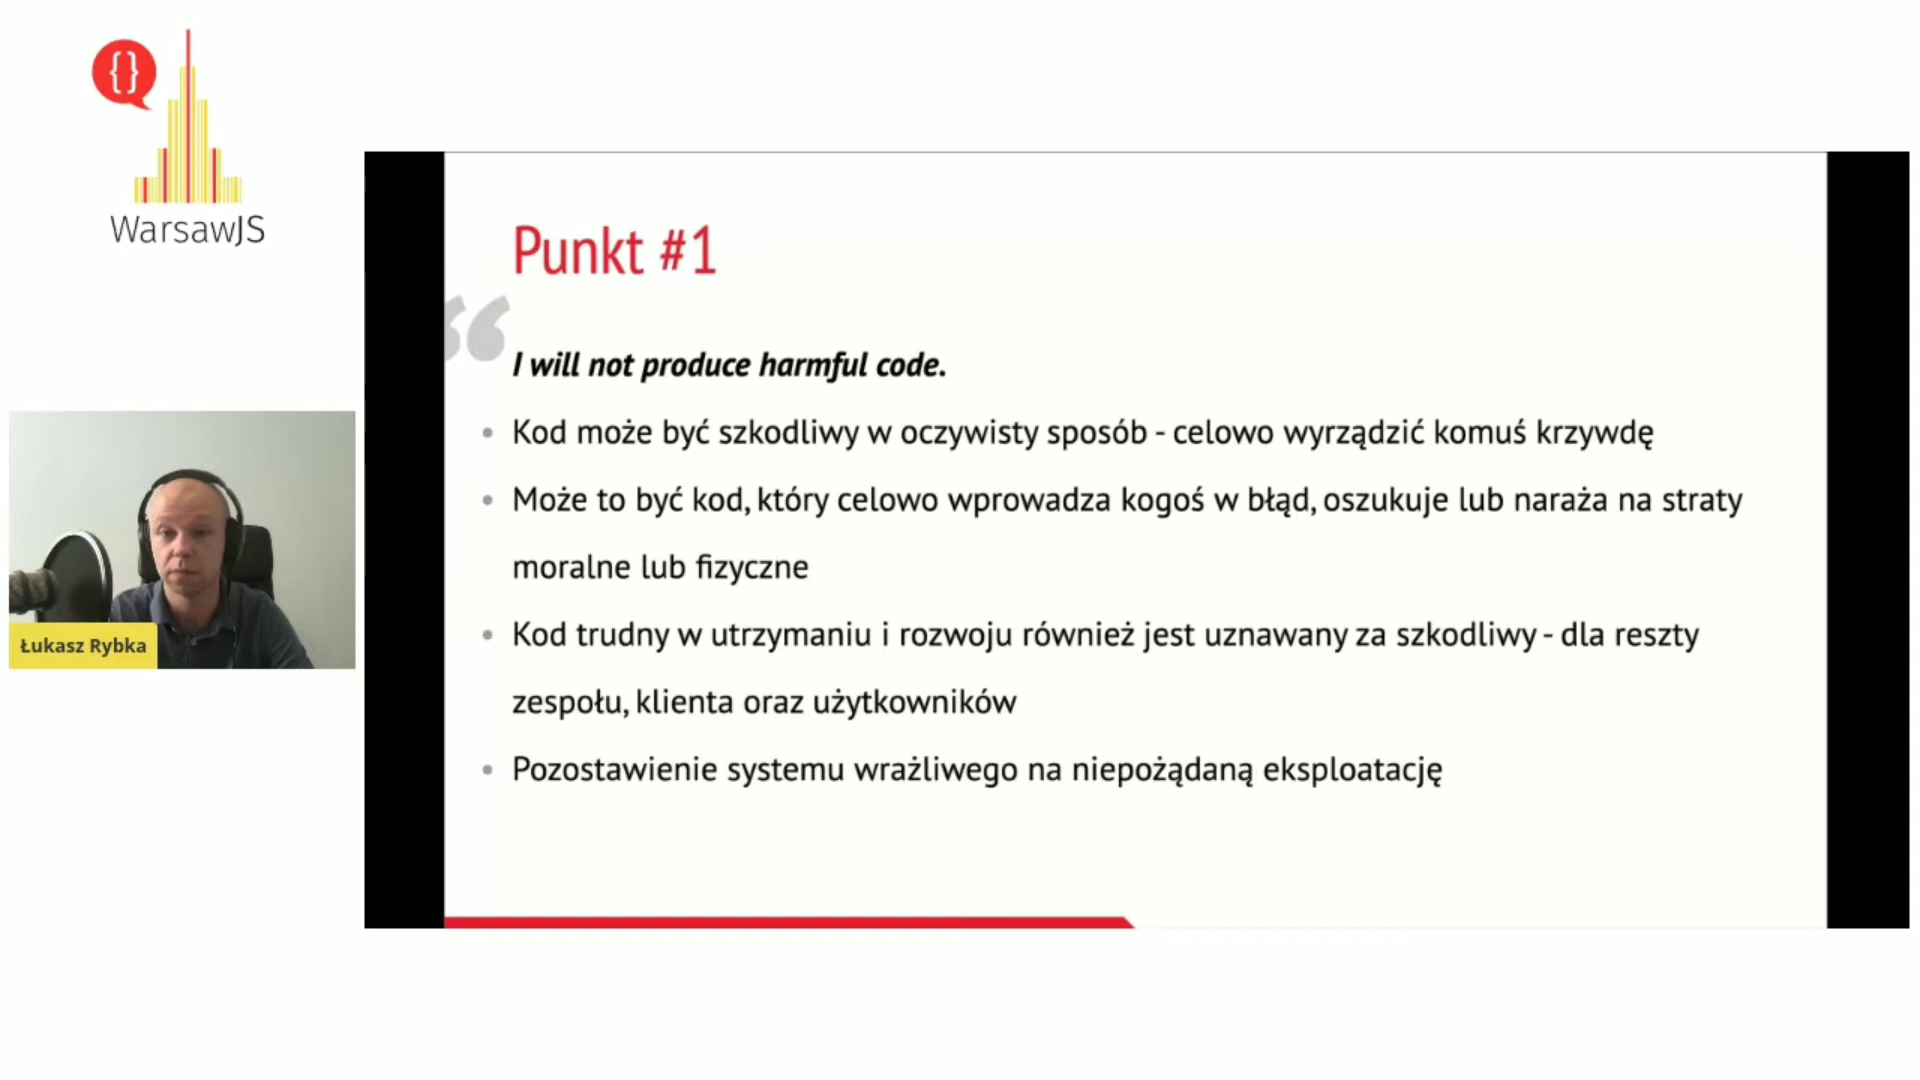 {}
WarsawJS
Punkt #1
“
I will not produce harmful code.
• Kod może być szkodliwy w oczywisty sposób - celowo wyrządzić komuś krzywdę
• Może to być kod, który celowo wprowadza kogoś w błąd, oszukuje lub naraża na straty
moralne lub fizyczne
• Kod trudny w utrzymaniu i rozwoju również jest uznawany za szkodliwy - dla reszty
zespołu, klienta oraz użytkowników
• Pozostawienie systemu wrażliwego na niepożądaną eksploatację
Łukasz Rybka